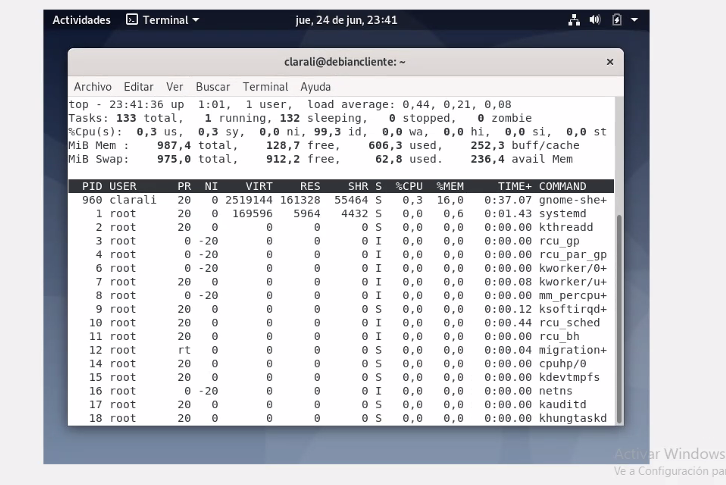 Actividades Terminal jue, 24 de jun, 23:41
clarali@debiancliente: ~ ×
Archivo Editar Ver Buscar Terminal Ayuda
top - 23:41:36 up 1:01, 1 user, load average: 0,44, 0,21, 0,08
Tasks: 133 total, 1 running, 132 sleeping, 0 stopped, 0 zombie
%Cpu(s): 0,3 us, 0,3 sy, 0,0 ni, 99,3 id, 0,0 wa, 0,0 hi, 0,0 si, 0,0 st
MiB Mem : 987,4 total, 128,7 free, 606,3 used, 252,3 buff/cache
MiB Swap: 975,0 total, 912,2 free, 62,8 used. 236,4 avail Mem
PID USER PR NI VIRT RES SHR S %CPU %MEM TIME+ COMMAND
960 clarali 20 0 2519144 161328 55464 S 0,3 16,0 0:37.07 gnome-she+
1 root 20 0 169596 5964 4432 S 0,0 0,6 0:01.43 systemd
2 root 20 0 0 0 0 S 0,0 0,0 0:00.00 kthreadd
3 root 0 -20 0 0 0 I 0,0 0,0 0:00.00 rcu_gp
4 root 0 -20 0 0 0 I 0,0 0,0 0:00.00 rcu_par_gp
6 root 0 -20 0 0 0 I 0,0 0,0 0:00.00 kworker/0+
7 root 20 0 0 0 0 I 0,0 0,0 0:00.08 kworker/u+
8 root 0 -20 0 0 0 I 0,0 0,0 0:00.00 mm_percpu+
9 root 20 0 0 0 0 S 0,0 0,0 0:00.12 ksoftirqd+
10 root 20 0 0 0 0 I 0,0 0,0 0:00.44 rcu_sched
11 root 20 0 0 0 0 I 0,0 0,0 0:00.00 rcu_bh
12 root rt 0 0 0 0 S 0,0 0,0 0:00.04 migration+
14 root 20 0 0 0 0 S 0,0 0,0 0:00.00 cpuhp/0
15 root 20 0 0 0 0 S 0,0 0,0 0:00.00 kdevtmpfs
16 root 0 -20 0 0 0 I 0,0 0,0 0:00.00 netns
17 root 20 0 0 0 0 S 0,0 0,0 0:00.00 kauditd
18 root 20 0 0 0 0 S 0,0 0,0 0:00.00 khungtaskd
Activar Windows
Ve a Configuración pa